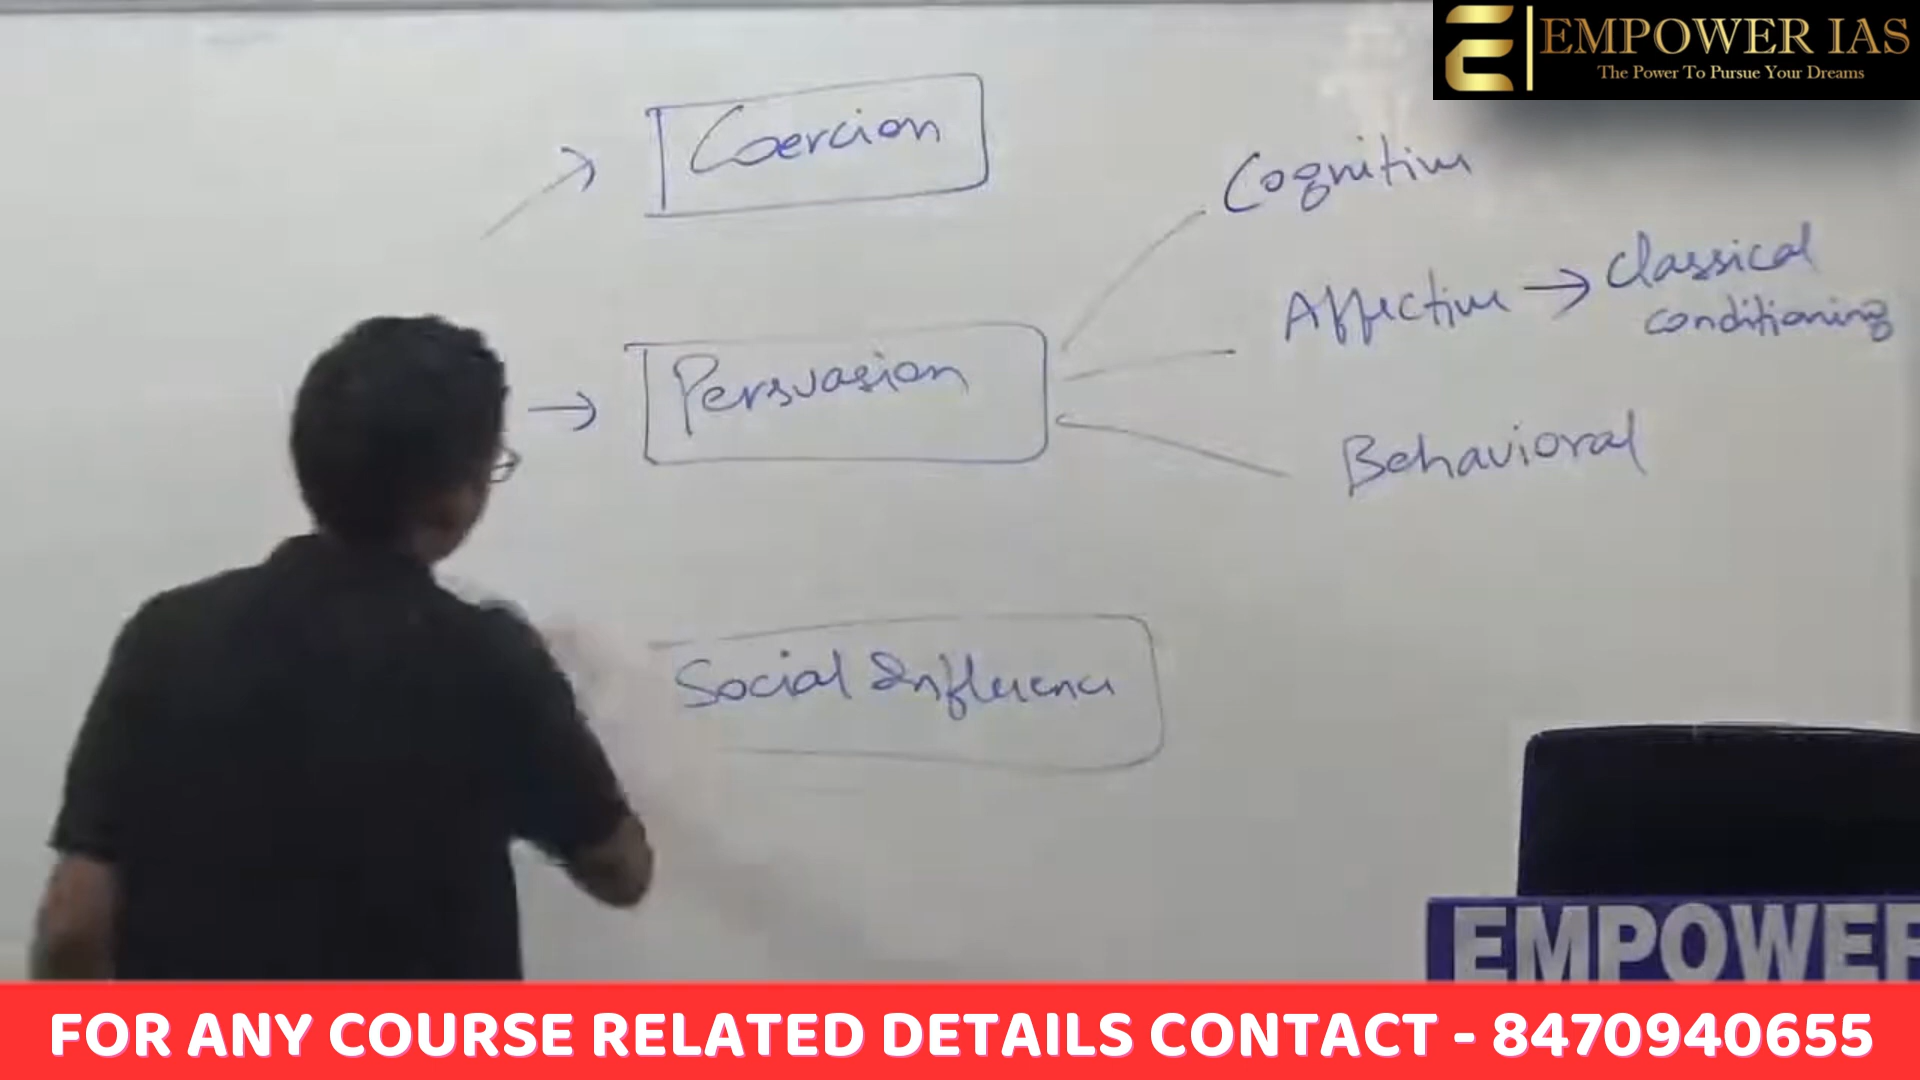 EMPOWER IAS
The Power To Pursue Your Dreams
Coercion
Cognitive
Affective → Classical
conditioning
Persuasion
Behavioral
Social Influence
EMPOWER
FOR ANY COURSE RELATED DETAILS CONTACT - 8470940655